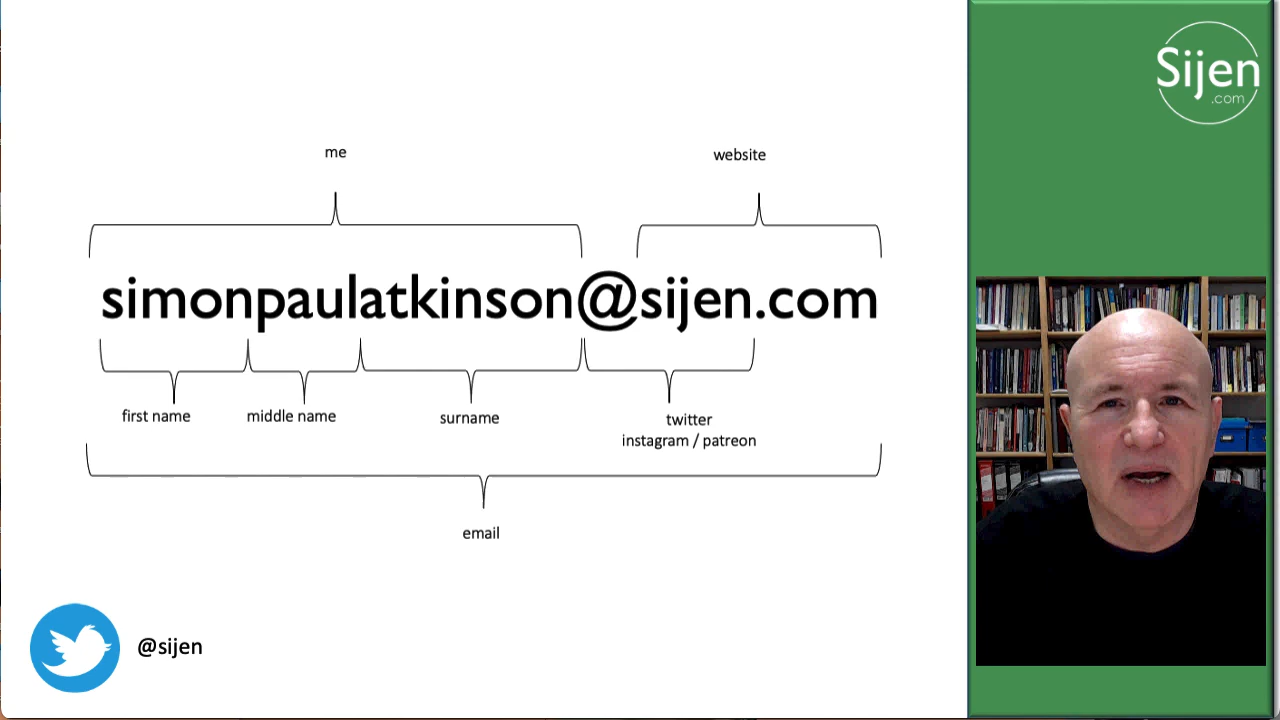 Sijen
.com
me
website
simonpaulatkinson@sijen.com
first name
middle name
surname
twitter
instagram / patreon
email
@sijen